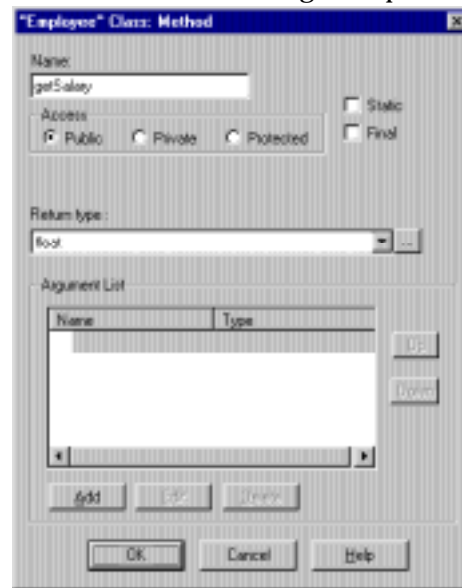 "Employee" Class: Method
Name:
getSalary
Access
Public Private Protected
Static
Final
Return type :
float
...
Argument List
Name Type
Up
Down
Add Edit Delete
OK Cancel Help